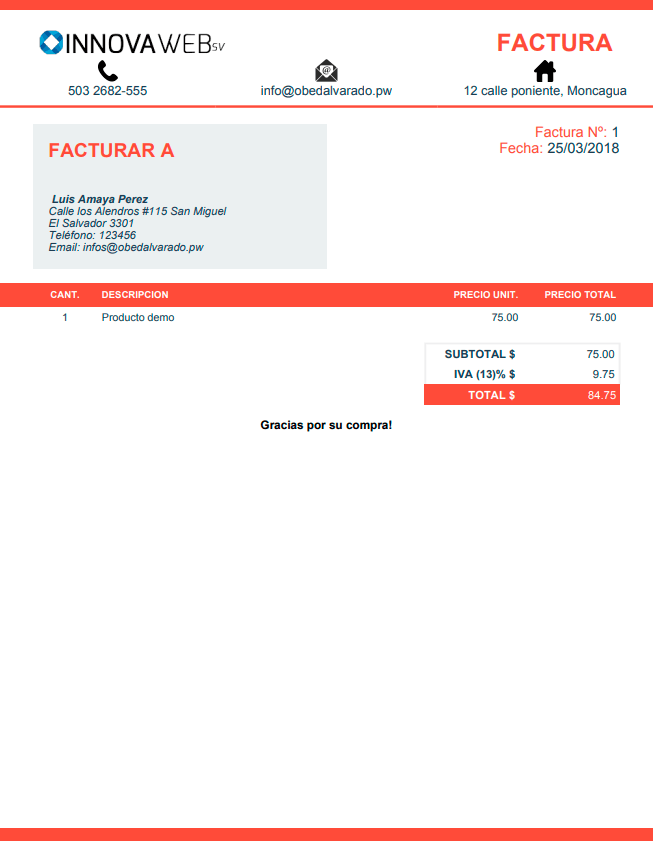 INNOVAWEBSV
FACTURA
503 2682-555
info@obedalvarado.pw
12 calle poniente, Moncagua
Factura Nº: 1
Fecha: 25/03/2018
FACTURAR A
Luis Amaya Perez
Calle los Alendros #115 San Miguel
El Salvador 3301
Teléfono: 123456
Email: infos@obedalvarado.pw
CANT. DESCRIPCION PRECIO UNIT. PRECIO TOTAL
1 Producto demo 75.00 75.00
SUBTOTAL $ 75.00
IVA (13)% $ 9.75
TOTAL $ 84.75
Gracias por su compra!